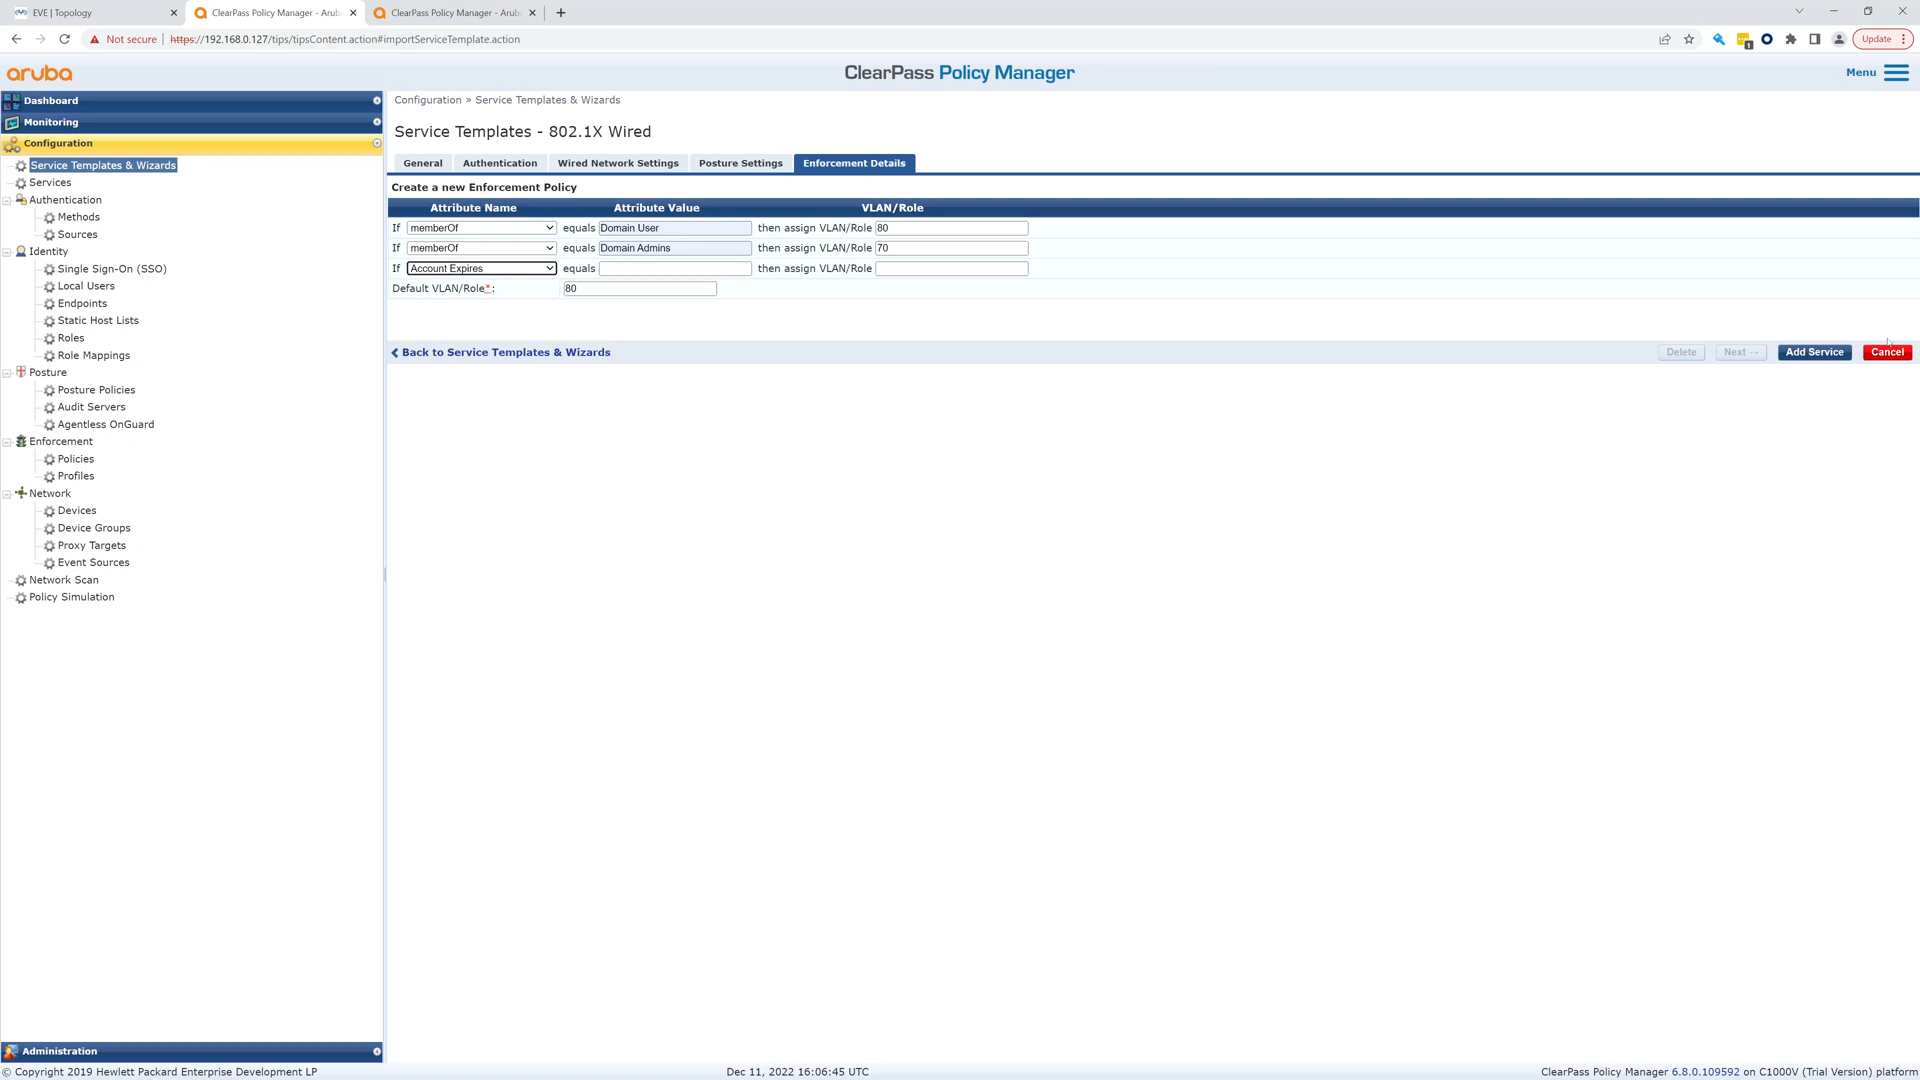 EVE | Topology
ClearPass Policy Manager - Aruba
ClearPass Policy Manager - Aruba
Not secure | https://192.168.0.127/tips/tipsContent.action#importServiceTemplate.action
1
Update
aruba
ClearPass Policy Manager
Menu
Dashboard
Monitoring
Configuration
Service Templates & Wizards
Services
Authentication
Methods
Sources
Identity
Single Sign-On (SSO)
Local Users
Endpoints
Static Host Lists
Roles
Role Mappings
Posture
Posture Policies
Audit Servers
Agentless OnGuard
Enforcement
Policies
Profiles
Network
Devices
Device Groups
Proxy Targets
Event Sources
Network Scan
Policy Simulation
Administration
Configuration » Service Templates & Wizards
Service Templates - 802.1X Wired
General Authentication Wired Network Settings Posture Settings Enforcement Details
Create a new Enforcement Policy
Attribute Name Attribute Value VLAN/Role
If memberOf equals Domain User then assign VLAN/Role 80
If memberOf equals Domain Admins then assign VLAN/Role 70
If Account Expires equals then assign VLAN/Role
Default VLAN/Role*: 80
Back to Service Templates & Wizards
Delete Next → Add Service Cancel
© Copyright 2019 Hewlett Packard Enterprise Development LP
Dec 11, 2022 16:06:45 UTC
ClearPass Policy Manager 6.8.0.109592 on C1000V (Trial Version) platform